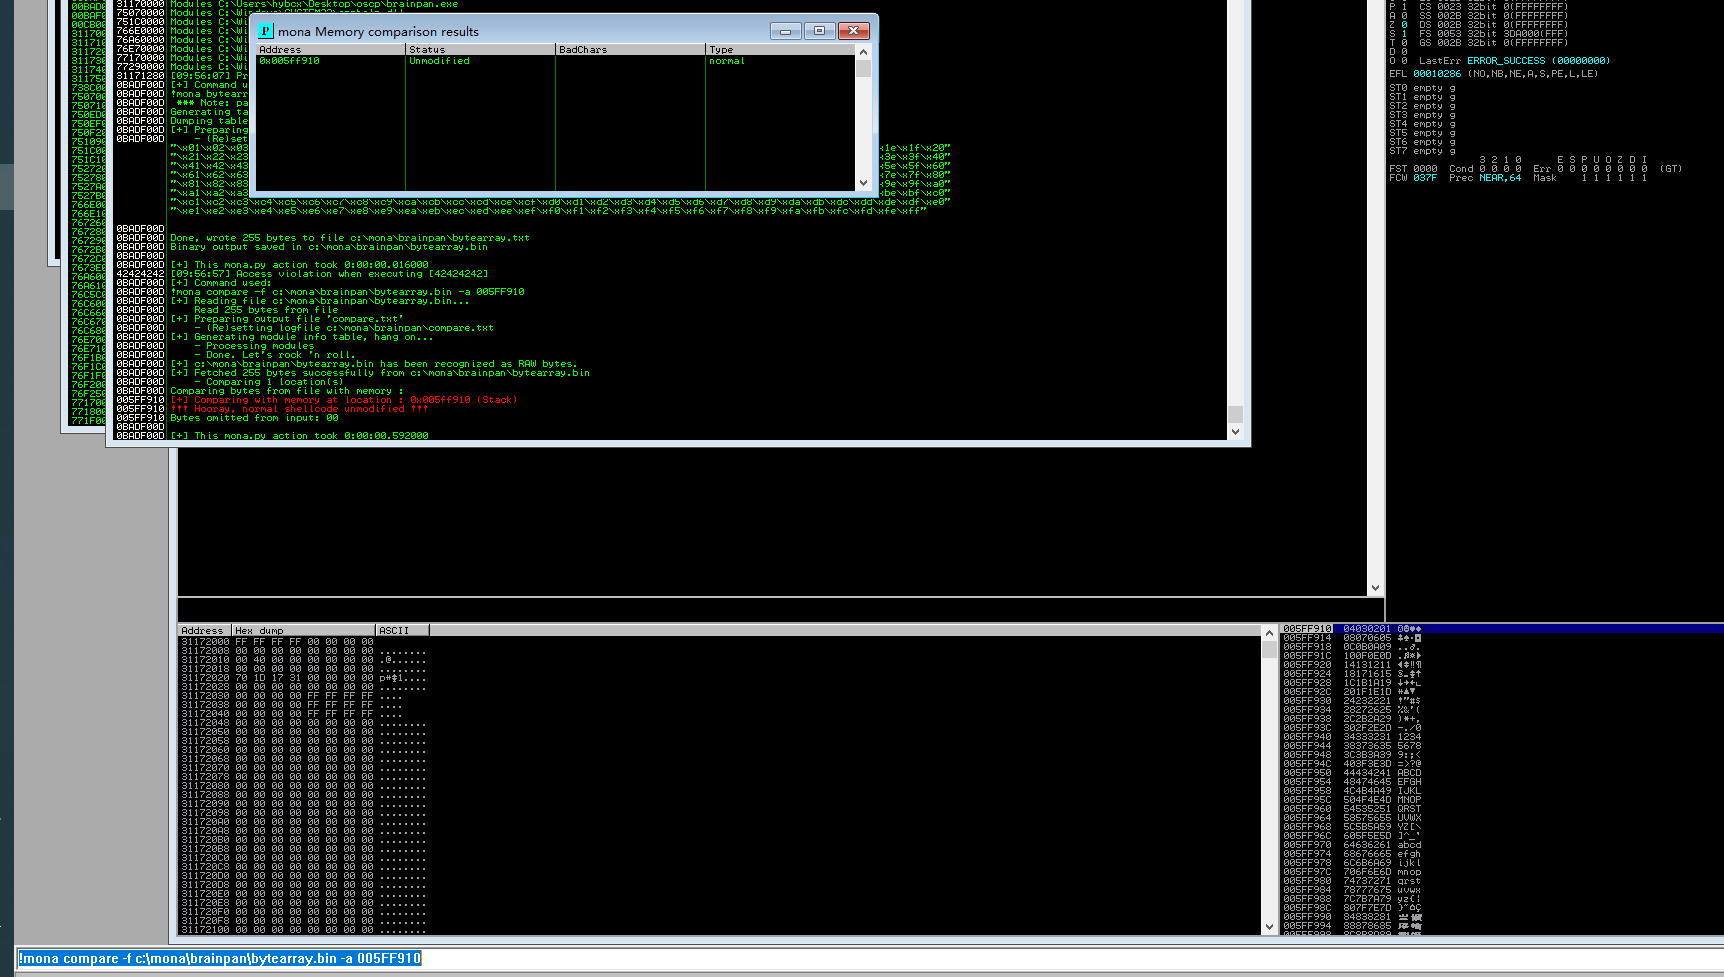 31170000 Modules C:\Users\hybcx\Desktop\oscp\brainpan.exe
75070000
751C0000 Modules C:\Wi
766E0000 Modules C:\Wi
76A60000 Modules C:\Wi
76E70000 Modules C:\Wi
77170000 Modules C:\Wi
77290000 Modules C:\Wi
31171280 [09:56:07] Pr
0BADF00D [+] Command u
0BADF00D !mona bytearr
0BADF00D *** Note: pa
0BADF00D Generating ta
0BADF00D Dumping table
0BADF00D [+] Preparing
0BADF00D - (Re)set
mona Memory comparison results
Address Status BadChars Type
0x005ff910 Unmodified normal
"\x01\x02\x03 \x1e\x1f\x20"
"\x21\x22\x23 \x3e\x3f\x40"
"\x41\x42\x43 \x5e\x5f\x60"
"\x61\x62\x63 \x7e\x7f\x80"
"\x81\x82\x83 \x9e\x9f\xa0"
"\xa1\xa2\xa3 \xbe\xbf\xc0"
"\xc1\xc2\xc3\xc4\xc5\xc6\xc7\xc8\xc9\xca\xcb\xcc\xcd\xce\xcf\xd0\xd1\xd2\xd3\xd4\xd5\xd6\xd7\xd8\xd9\xda\xdb\xdc\xdd\xde\xdf\xe0"
"\xe1\xe2\xe3\xe4\xe5\xe6\xe7\xe8\xe9\xea\xeb\xec\xed\xee\xef\xf0\xf1\xf2\xf3\xf4\xf5\xf6\xf7\xf8\xf9\xfa\xfb\xfc\xfd\xfe\xff"
0BADF00D
0BADF00D Done, wrote 255 bytes to file c:\mona\brainpan\bytearray.txt
0BADF00D Binary output saved in c:\mona\brainpan\bytearray.bin
0BADF00D
0BADF00D [+] This mona.py action took 0:00:00.016000
42424242 [09:56:57] Access violation when executing [42424242]
0BADF00D [+] Command used:
0BADF00D !mona compare -f c:\mona\brainpan\bytearray.bin -a 005FF910
0BADF00D [+] Reading file c:\mona\brainpan\bytearray.bin...
0BADF00D Read 255 bytes from file
0BADF00D [+] Preparing output file 'compare.txt'
0BADF00D - (Re)setting logfile c:\mona\brainpan\compare.txt
0BADF00D [+] Generating module info table, hang on...
0BADF00D - Processing modules
0BADF00D - Done. Let's rock 'n roll.
0BADF00D [+] c:\mona\brainpan\bytearray.bin has been recognized as RAW bytes.
0BADF00D [+] Fetched 255 bytes successfully from c:\mona\brainpan\bytearray.bin
0BADF00D - Comparing 1 location(s)
0BADF00D Comparing bytes from file with memory :
005FF910 [+] Comparing with memory at location : 0x005ff910 (Stack)
005FF910 !!! Hooray, normal shellcode unmodified !!!
005FF910 Bytes omitted from input: 00
0BADF00D
0BADF00D [+] This mona.py action took 0:00:00.592000
P 1 CS 0023 32bit 0(FFFFFFFF)
A 0 SS 002B 32bit 0(FFFFFFFF)
Z 0 DS 002B 32bit 0(FFFFFFFF)
S 1 FS 0053 32bit 3DA000(FFF)
T 0 GS 002B 32bit 0(FFFFFFFF)
D 0
O 0 LastErr ERROR_SUCCESS (00000000)
EFL 00010286 (NO,NB,NE,A,S,PE,L,LE)
ST0 empty g
ST1 empty g
ST2 empty g
ST3 empty g
ST4 empty g
ST5 empty g
ST6 empty g
ST7 empty g
3 2 1 0 E S P U O Z D I
FST 0000 Cond 0 0 0 0 Err 0 0 0 0 0 0 0 0 (GT)
FCW 037F Prec NEAR,64 Mask 1 1 1 1 1 1
Address Hex dump ASCII
31172000 FF FF FF FF 00 00 00 00
31172008 00 00 00 00 00 00 00 00 ........
31172010 00 40 00 00 00 00 00 00 .@......
31172018 00 00 00 00 00 00 00 00 ........
31172020 70 1D 17 31 00 00 00 00
31172028 00 00 00 00 00 00 00 00 ........
31172030 00 00 00 00 FF FF FF FF ....
31172038 00 00 00 00 FF FF FF FF ....
31172040 00 00 00 00 FF FF FF FF ....
31172048 00 00 00 00 00 00 00 00 ........
31172050 00 00 00 00 00 00 00 00 ........
31172058 00 00 00 00 00 00 00 00 ........
31172060 00 00 00 00 00 00 00 00 ........
31172068 00 00 00 00 00 00 00 00 ........
31172070 00 00 00 00 00 00 00 00 ........
31172078 00 00 00 00 00 00 00 00 ........
31172080 00 00 00 00 00 00 00 00 ........
31172088 00 00 00 00 00 00 00 00 ........
31172090 00 00 00 00 00 00 00 00 ........
31172098 00 00 00 00 00 00 00 00 ........
311720A0 00 00 00 00 00 00 00 00 ........
311720A8 00 00 00 00 00 00 00 00 ........
311720B0 00 00 00 00 00 00 00 00 ........
311720B8 00 00 00 00 00 00 00 00 ........
311720C0 00 00 00 00 00 00 00 00 ........
311720C8 00 00 00 00 00 00 00 00 ........
311720D0 00 00 00 00 00 00 00 00 ........
311720D8 00 00 00 00 00 00 00 00 ........
311720E0 00 00 00 00 00 00 00 00 ........
311720E8 00 00 00 00 00 00 00 00 ........
311720F0 00 00 00 00 00 00 00 00 ........
311720F8 00 00 00 00 00 00 00 00 ........
31172100 00 00 00 00 00 00 00 00 ........
005FF910 04030201
005FF914 08070605
005FF918 0C0B0A09
005FF91C 100F0E0D
005FF920 14131211
005FF924 18171615
005FF928 1C1B1A19
005FF92C 201F1E1D
005FF930 24232221 !"#$
005FF934 28272625 %&'(
005FF938 2C2B2A29 )*+,
005FF93C 302F2E2D -./0
005FF940 34333231 1234
005FF944 38373635 5678
005FF948 3C3B3A39 9:;<
005FF94C 403F3E3D =>?@
005FF950 44434241 ABCD
005FF954 48474645 EFGH
005FF958 4C4B4A49 IJKL
005FF95C 504F4E4D MNOP
005FF960 54535251 QRST
005FF964 58575655 UVWX
005FF968 5C5B5A59 YZ[\
005FF96C 605F5E5D ]^_`
005FF970 64636261 abcd
005FF974 68676665 efgh
005FF978 6C6B6A69 ijkl
005FF97C 706F6E6D mnop
005FF980 74737271 qrst
005FF984 78777675 uvwx
005FF988 7C7B7A79 yz{|
005FF98C 807F7E7D
005FF990 84838281
005FF994 88878685
!mona compare -f c:\mona\brainpan\bytearray.bin -a 005FF910